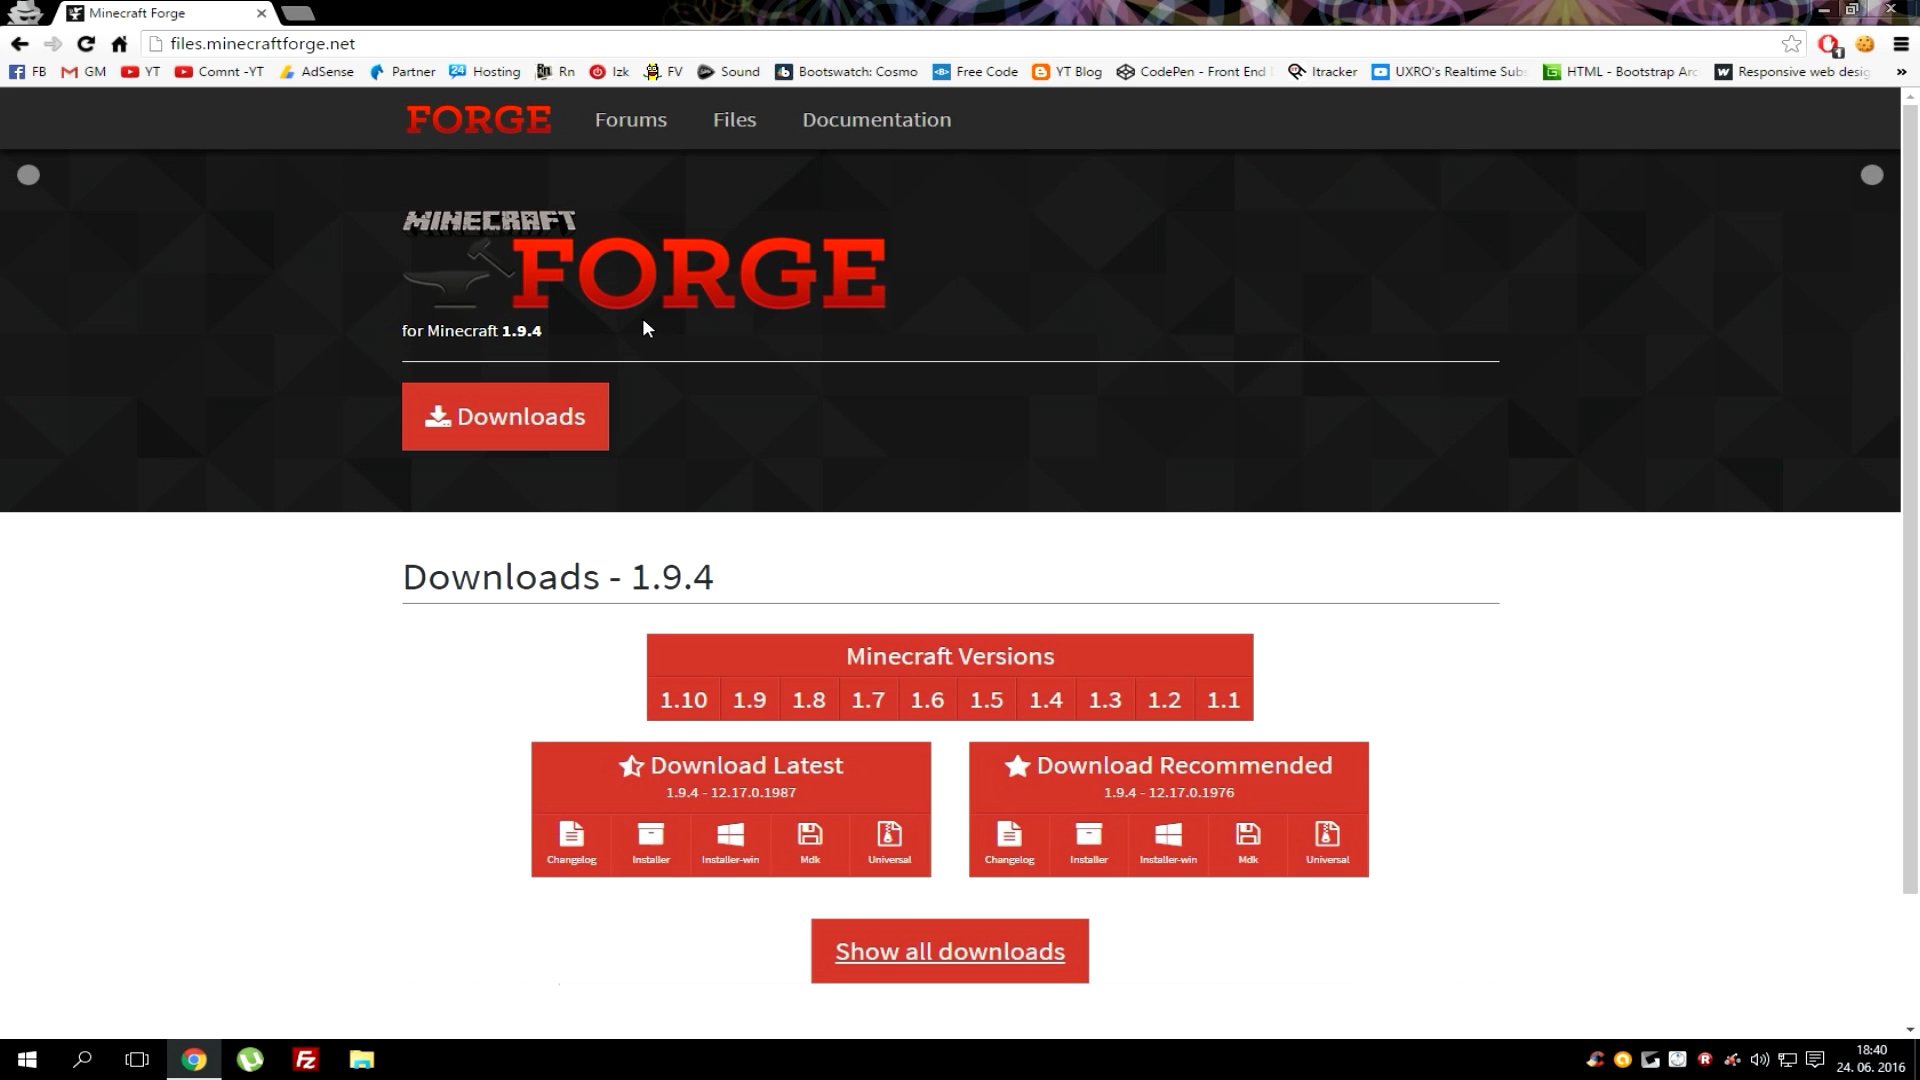 Minecraft Forge
files.minecraftforge.net
FB GM YT Comnt -YT AdSense Partner Hosting Rn Izk FV Sound Bootswatch: Cosmo Free Code YT Blog CodePen - Front End Itracker UXRO's Realtime Subs HTML - Bootstrap Arc Responsive web desig »
FORGE Forums Files Documentation
MINECRAFT
FORGE
for Minecraft 1.9.4
Downloads
Downloads - 1.9.4
Minecraft Versions
1.10 1.9 1.8 1.7 1.6 1.5 1.4 1.3 1.2 1.1
Download Latest
1.9.4 - 12.17.0.1987
Changelog Installer Installer-win Mdk Universal
Download Recommended
1.9.4 - 12.17.0.1976
Changelog Installer Installer-win Mdk Universal
Show all downloads
18:40
24. 06. 2016